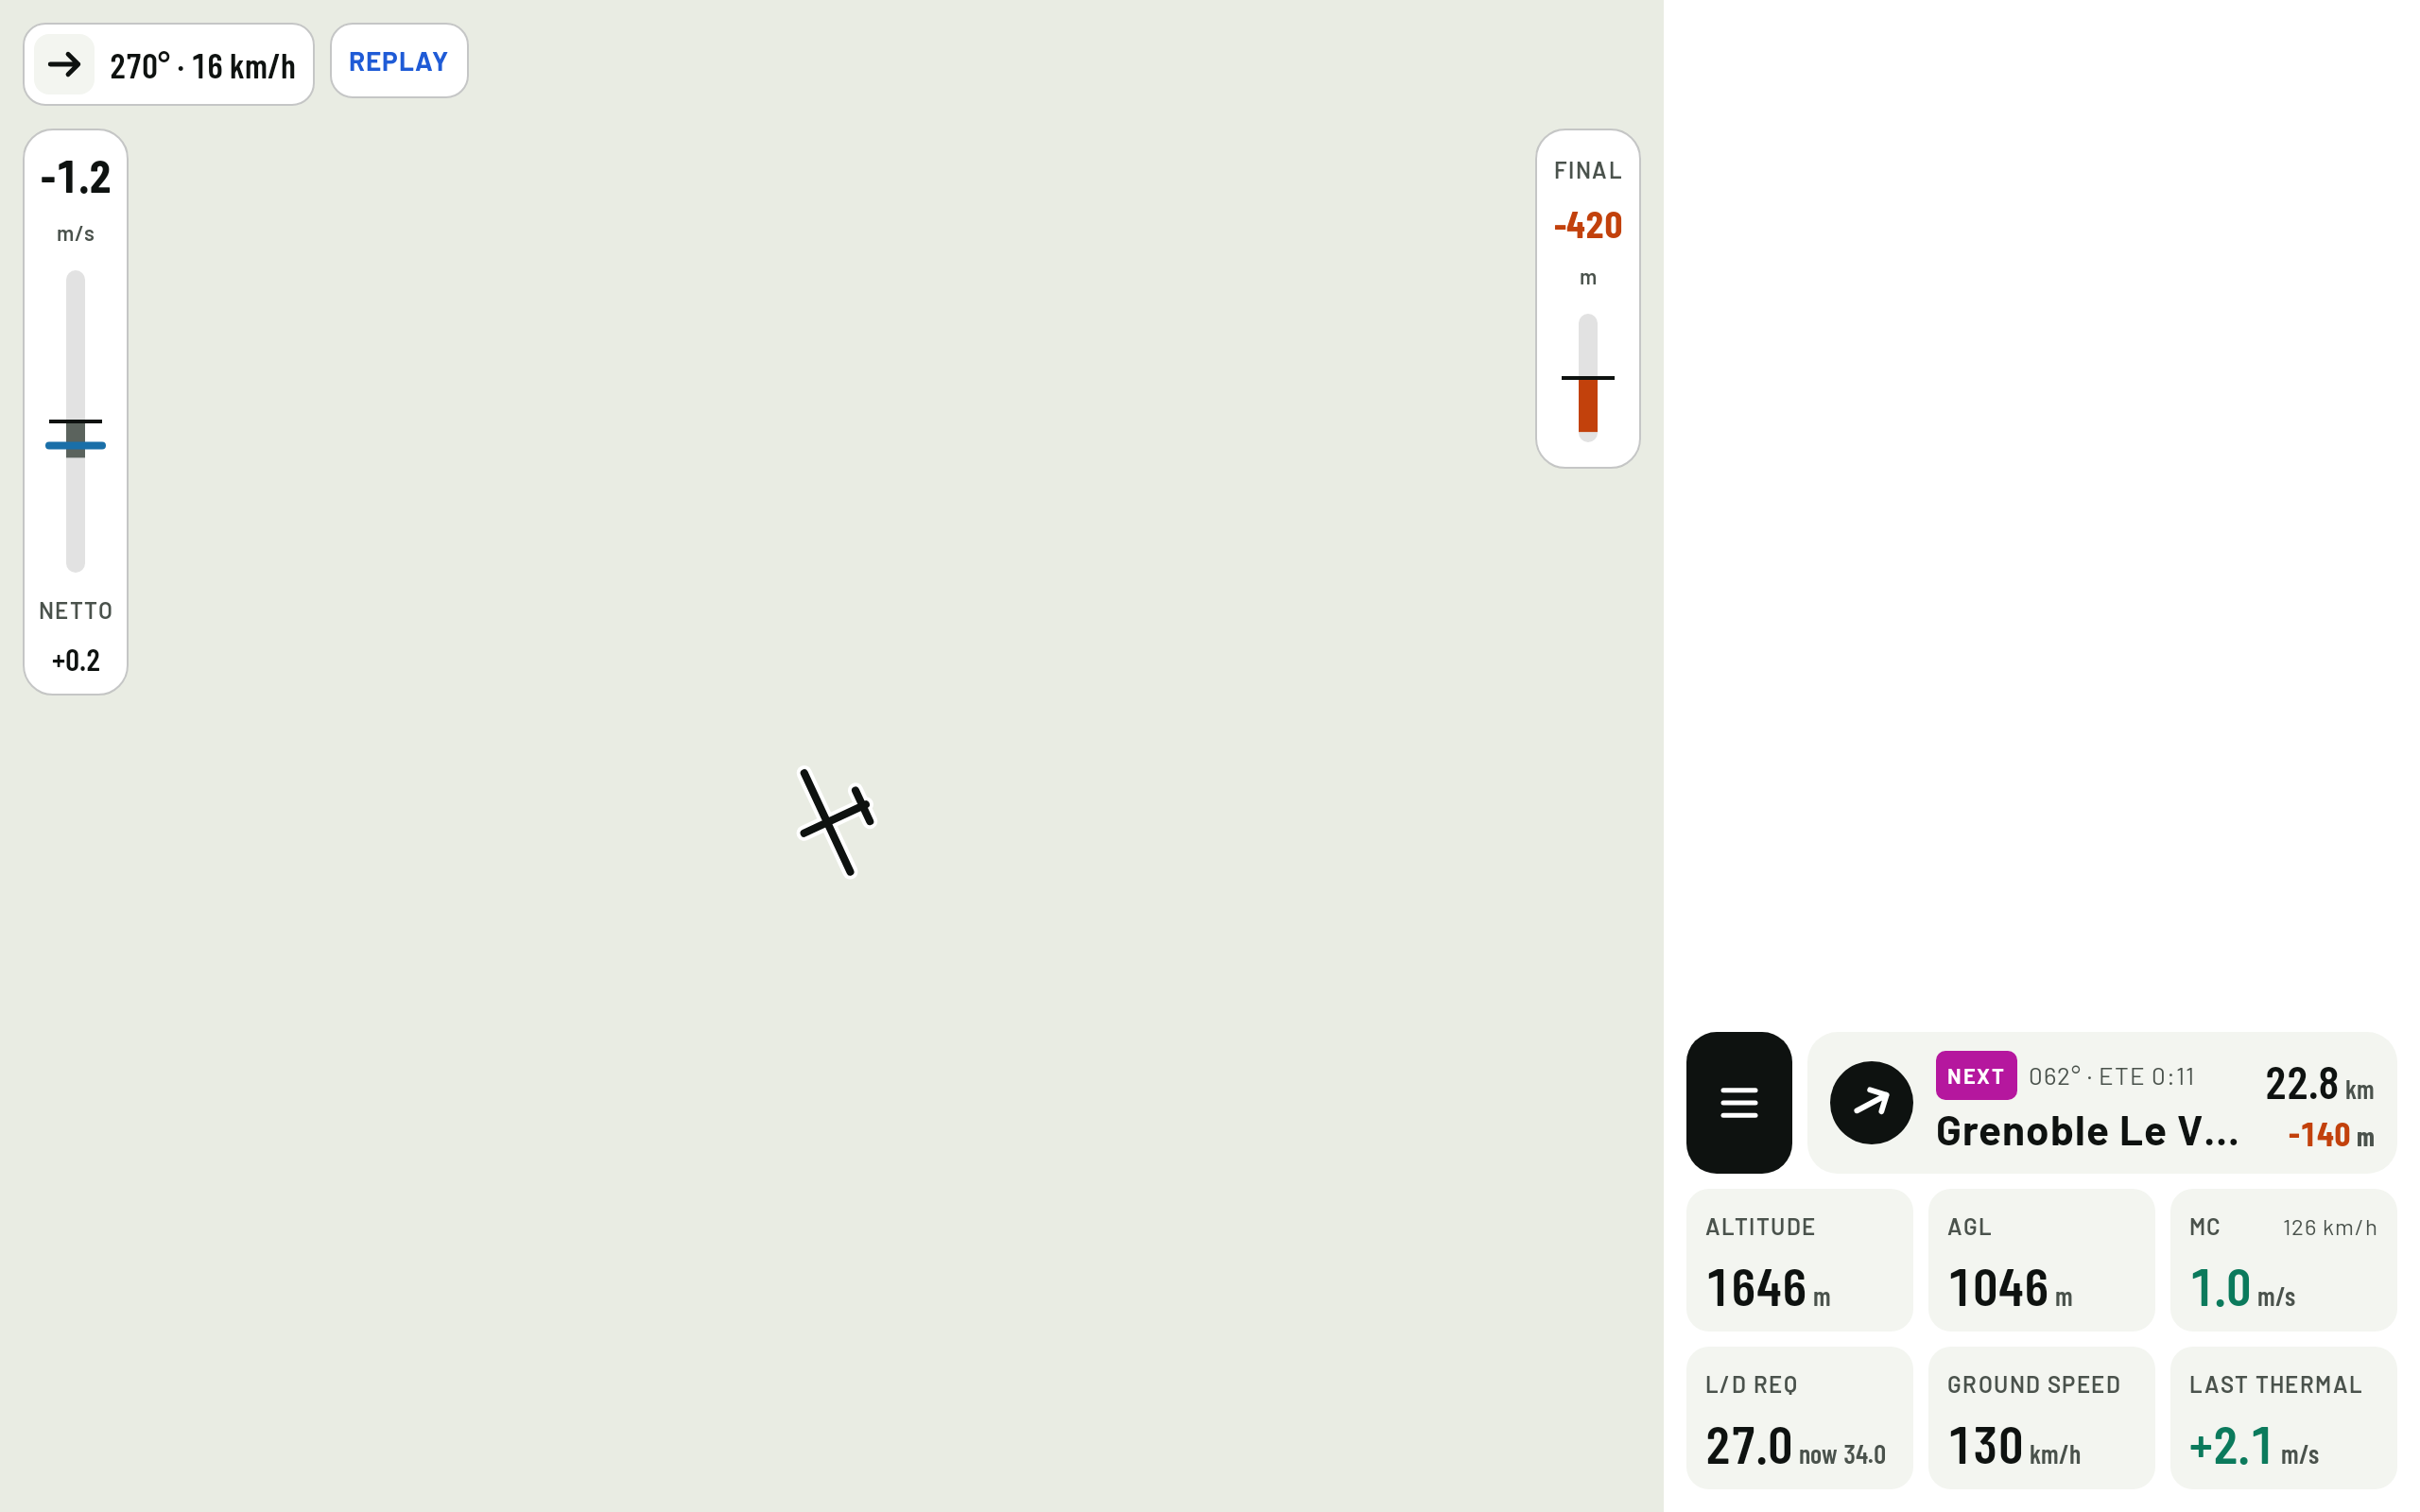 270° · 16 km/h
REPLAY
-1.2
m/s
NETTO
+0.2
FINAL
-420
m
NEXT 062° · ETE 0:11
Grenoble Le V...
22.8 km
-140 m
ALTITUDE
1646 m
AGL
1046 m
MC 126 km/h
1.0 m/s
L/D REQ
27.0 now 34.0
GROUND SPEED
130 km/h
LAST THERMAL
+2.1 m/s